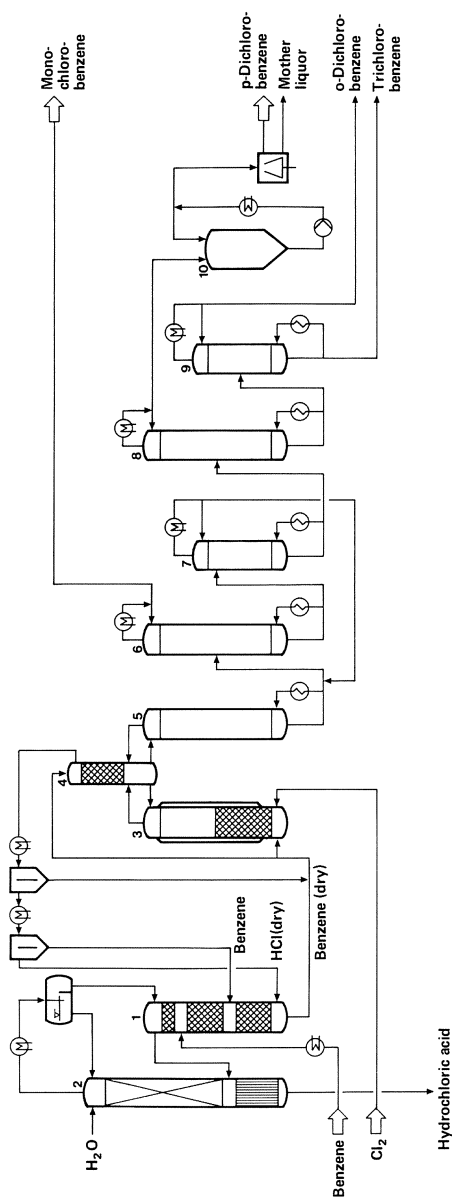 Mono-
chloro-
benzene
p-Dichloro-
benzene
Mother
liquor
o-Dichloro-
benzene
Trichloro-
benzene
10
9
8
7
6
5
4
3
1
2
Benzene
HCl(dry)
Benzene (dry)
H₂O
Benzene
Cl₂
Hydrochloric acid